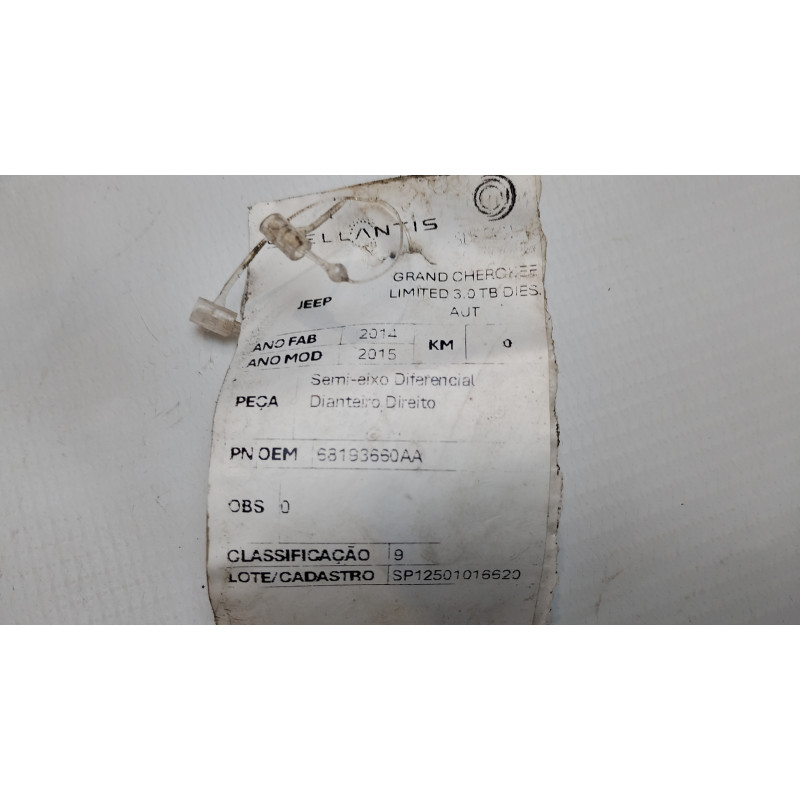 ELLANTIS
JEEP
GRAND CHEROKEE
LIMITED 3.0 TB DIES.
AUT
ANO FAB 2014
ANO MOD 2015
KM 0
PEÇA Semi-eixo Diferencial
Dianteiro Direito
PN OEM 68193660AA
OBS 0
CLASSIFICAÇÃO 9
LOTE/CADASTRO SP12501016620